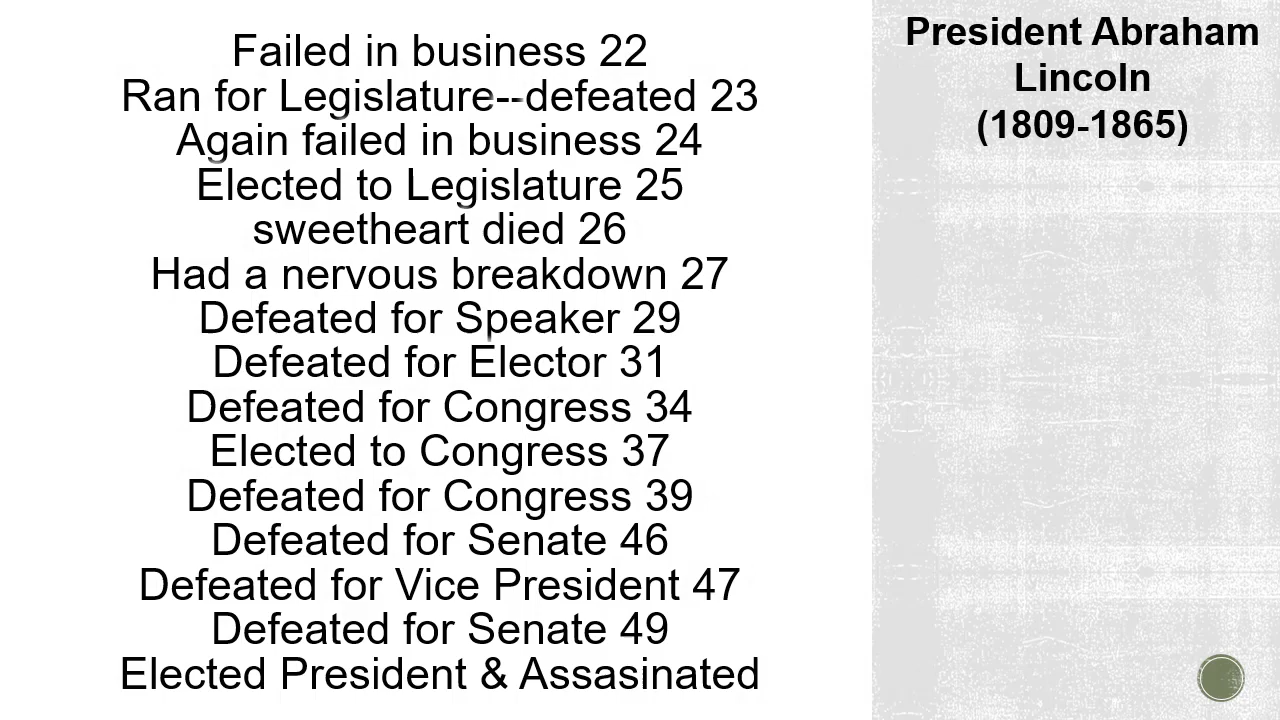 Failed in business 22
Ran for Legislature--defeated 23
Again failed in business 24
Elected to Legislature 25
sweetheart died 26
Had a nervous breakdown 27
Defeated for Speaker 29
Defeated for Elector 31
Defeated for Congress 34
Elected to Congress 37
Defeated for Congress 39
Defeated for Senate 46
Defeated for Vice President 47
Defeated for Senate 49
Elected President & Assasinated
President Abraham
Lincoln
(1809-1865)